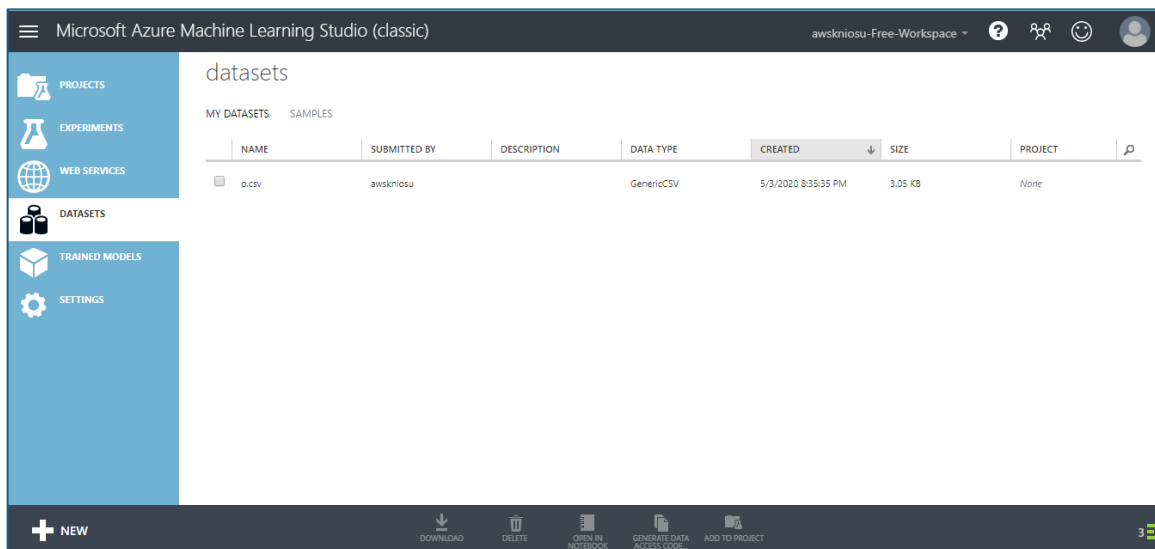 Microsoft Azure Machine Learning Studio (classic)
awskniosu-Free-Workspace
?
PROJECTS
EXPERIMENTS
WEB SERVICES
DATASETS
TRAINED MODELS
SETTINGS
datasets
MY DATASETS SAMPLES
NAME SUBMITTED BY DESCRIPTION DATA TYPE CREATED SIZE PROJECT
o.csv awskniosu GenericCSV 5/3/2020 8:35:35 PM 3.05 KB None
NEW
DOWNLOAD
DELETE
OPEN IN
NOTEBOOK
GENERATE DATA
ACCESS CODE...
ADD TO PROJECT
3